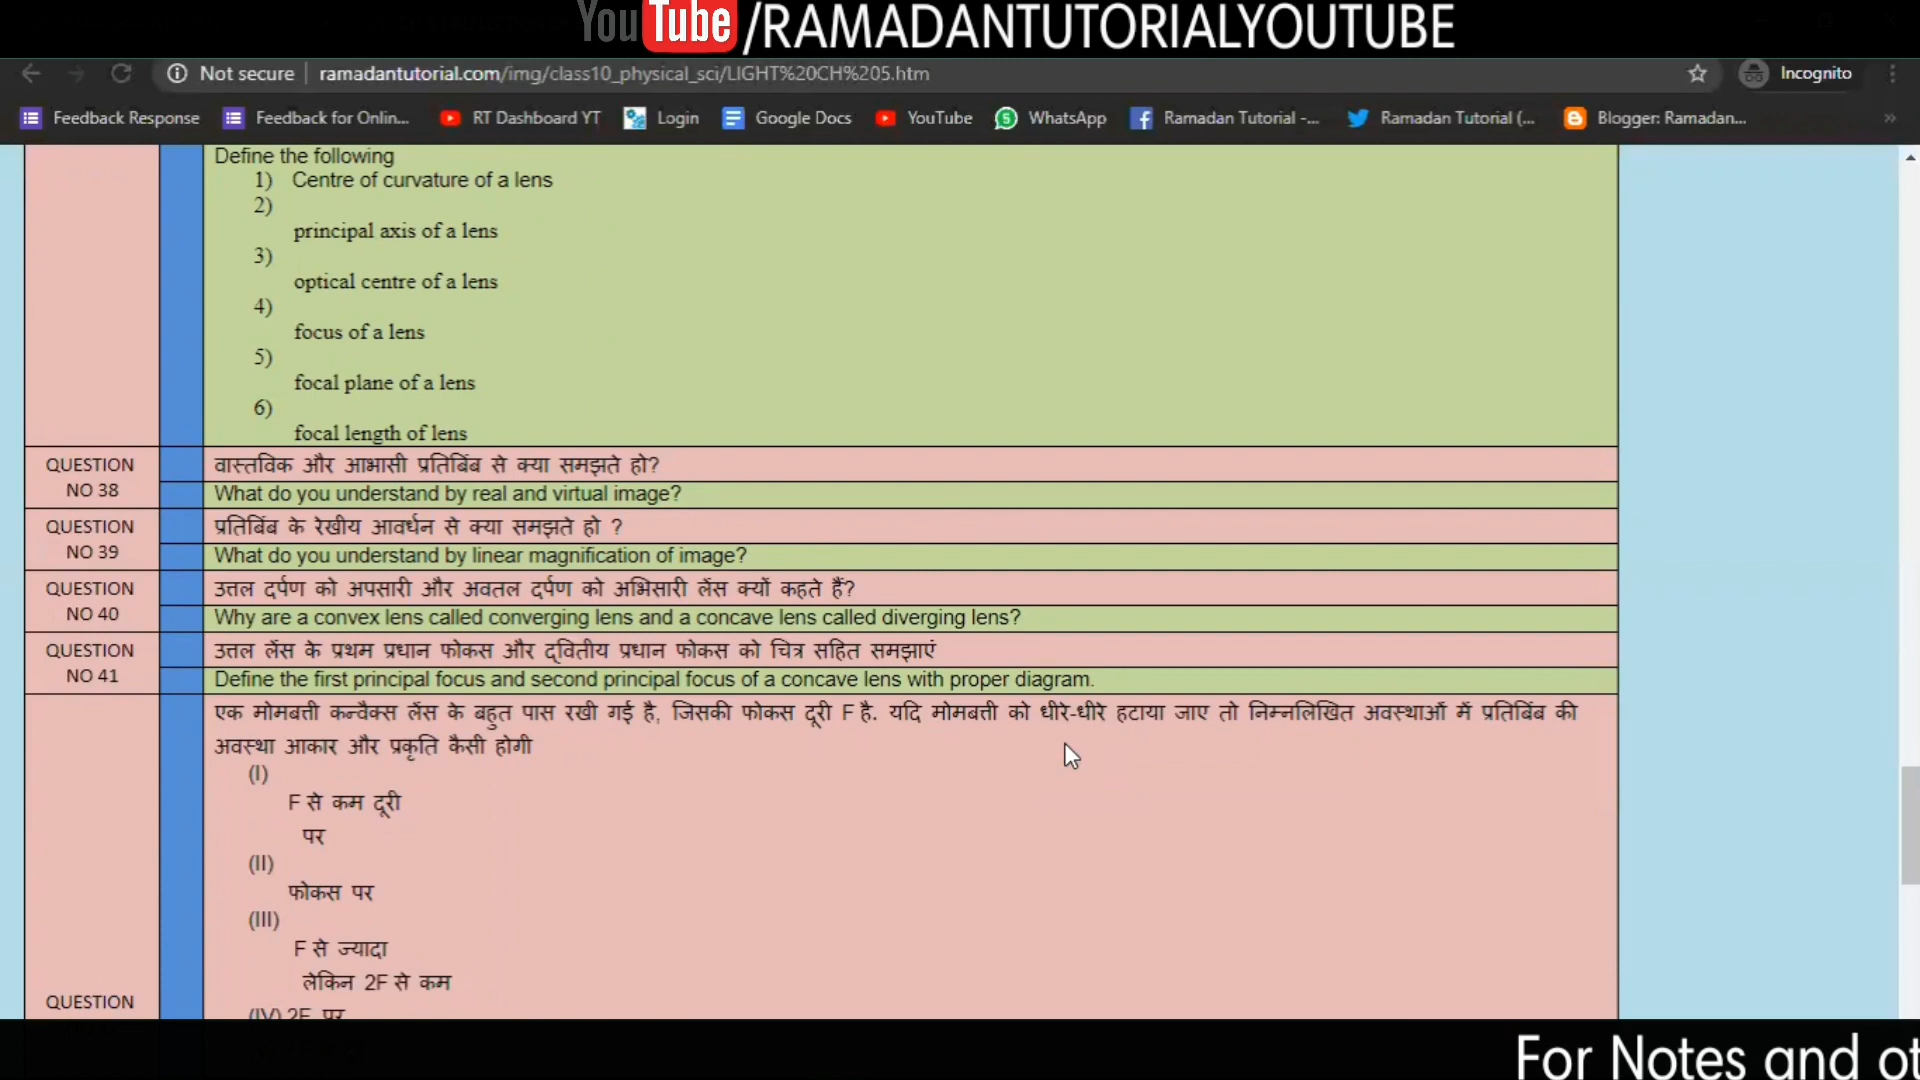 YouTube/RAMADANTUTORIALYOUTUBE
Not secure ramadantutorial.com/img/class10_physical_sci/LIGHT%20CH%205.htm Incognito
Feedback Response Feedback for Onlin... RT Dashboard YT Login Google Docs YouTube WhatsApp Ramadan Tutorial -... Ramadan Tutorial (... Blogger: Ramadan... »
Define the following
1) Centre of curvature of a lens
2)
principal axis of a lens
3)
optical centre of a lens
4)
focus of a lens
5)
focal plane of a lens
6)
focal length of lens
QUESTION NO 38
वास्तविक और आभासी प्रतिबिंब से क्या समझते हो?
What do you understand by real and virtual image?
QUESTION NO 39
प्रतिबिंब के रेखीय आवर्धन से क्या समझते हो ?
What do you understand by linear magnification of image?
QUESTION NO 40
उत्तल दर्पण को अपसारी और अवतल दर्पण को अभिसारी लेंस क्यों कहते हैं?
Why are a convex lens called converging lens and a concave lens called diverging lens?
QUESTION NO 41
उत्तल लेंस के प्रथम प्रधान फोकस और द्वितीय प्रधान फोकस को चित्र सहित समझाएं
Define the first principal focus and second principal focus of a concave lens with proper diagram.
एक मोमबत्ती कन्वैक्स लेंस के बहुत पास रखी गई है, जिसकी फोकस दूरी F है. यदि मोमबत्ती को धीरे-धीरे हटाया जाए तो निम्नलिखित अवस्थाओं में प्रतिबिंब की
अवस्था आकार और प्रकृति कैसी होगी
(I)
F से कम दूरी
पर
(II)
फोकस पर
(III)
F से ज्यादा
लेकिन 2F से कम
QUESTION
(IV) 2F पर
For Notes and ot